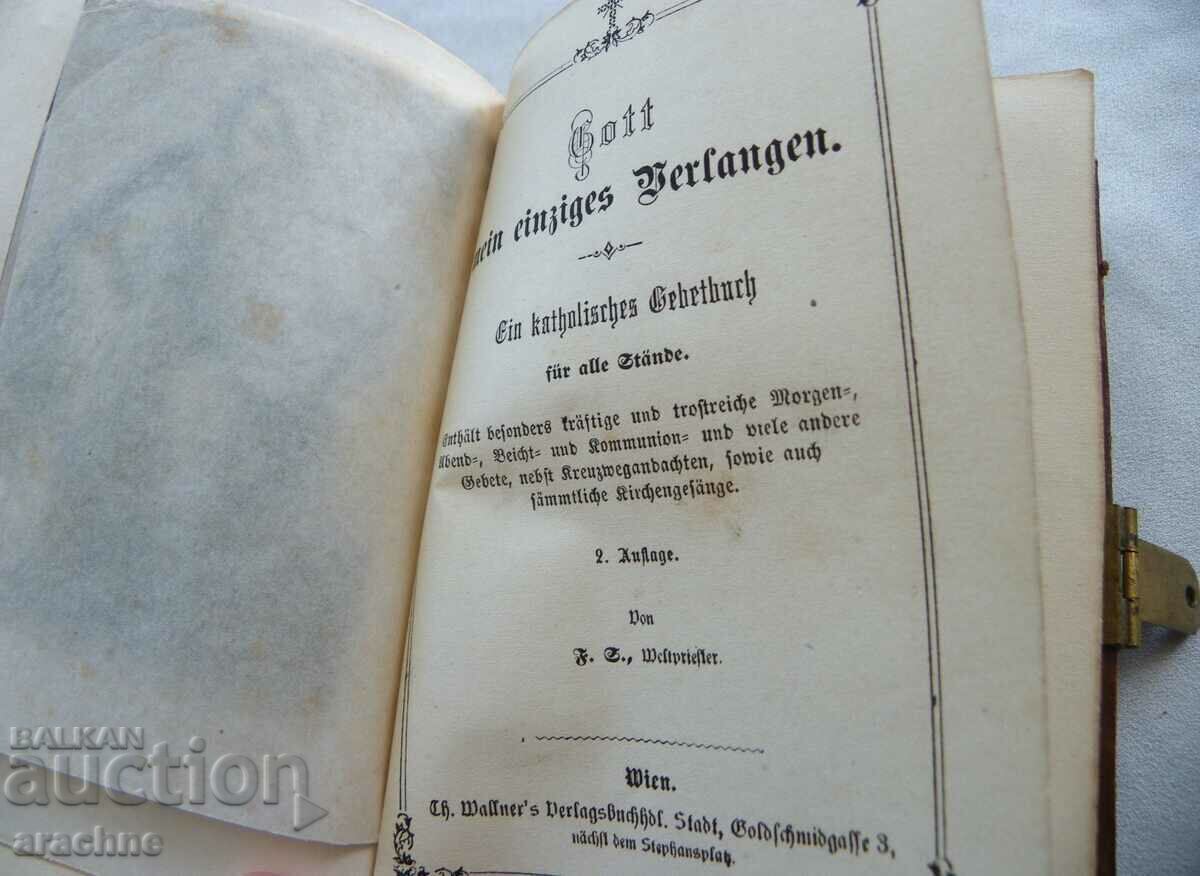 Gott
mein einziges Verlangen.
Ein katholisches Gebetbuch
für alle Stände.
Enthält besonders kräftige und trostreiche Morgen-,
Abend-, Beicht- und Kommunion- und viele andere
Gebete, nebst Kreuzwegandachten, sowie auch
sämmtliche Kirchengesänge.
2. Auflage.
Von
F. S., Weltpriester.
Wien.
Th. Wallner's Verlagsbuchhdl. Stadt, Goldschmidgasse 3,
nächst dem Stephansplatz.
BALKAN
auction
arachne